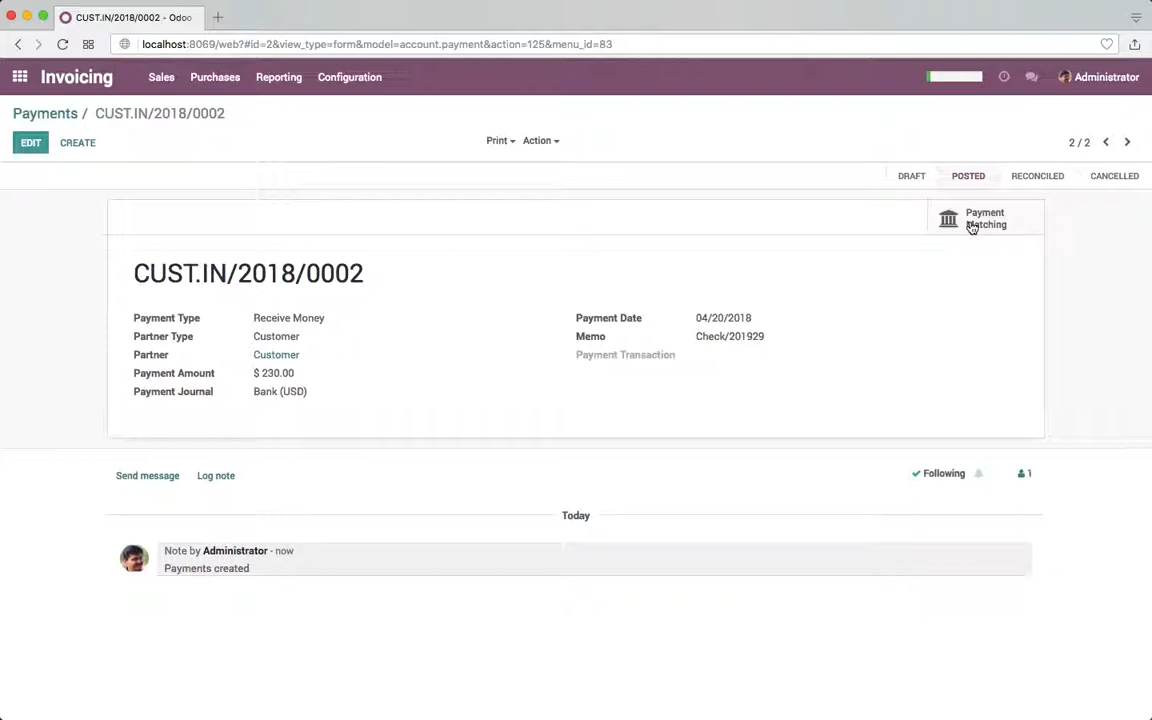 CUST.IN/2018/0002 - Odoo
localhost:8069/web?#id=2&view_type=form&model=account.payment&action=125&menu_id=83
Invoicing Sales Purchases Reporting Configuration Administrator
Payments / CUST.IN/2018/0002
EDIT CREATE Print Action 2 / 2
DRAFT POSTED RECONCILED CANCELLED
Payment
Matching
CUST.IN/2018/0002
Payment Type Receive Money Payment Date 04/20/2018
Partner Type Customer Memo Check/201929
Partner Customer Payment Transaction
Payment Amount $ 230.00
Payment Journal Bank (USD)
Send message Log note Following 1
Today
Note by Administrator - now
Payments created